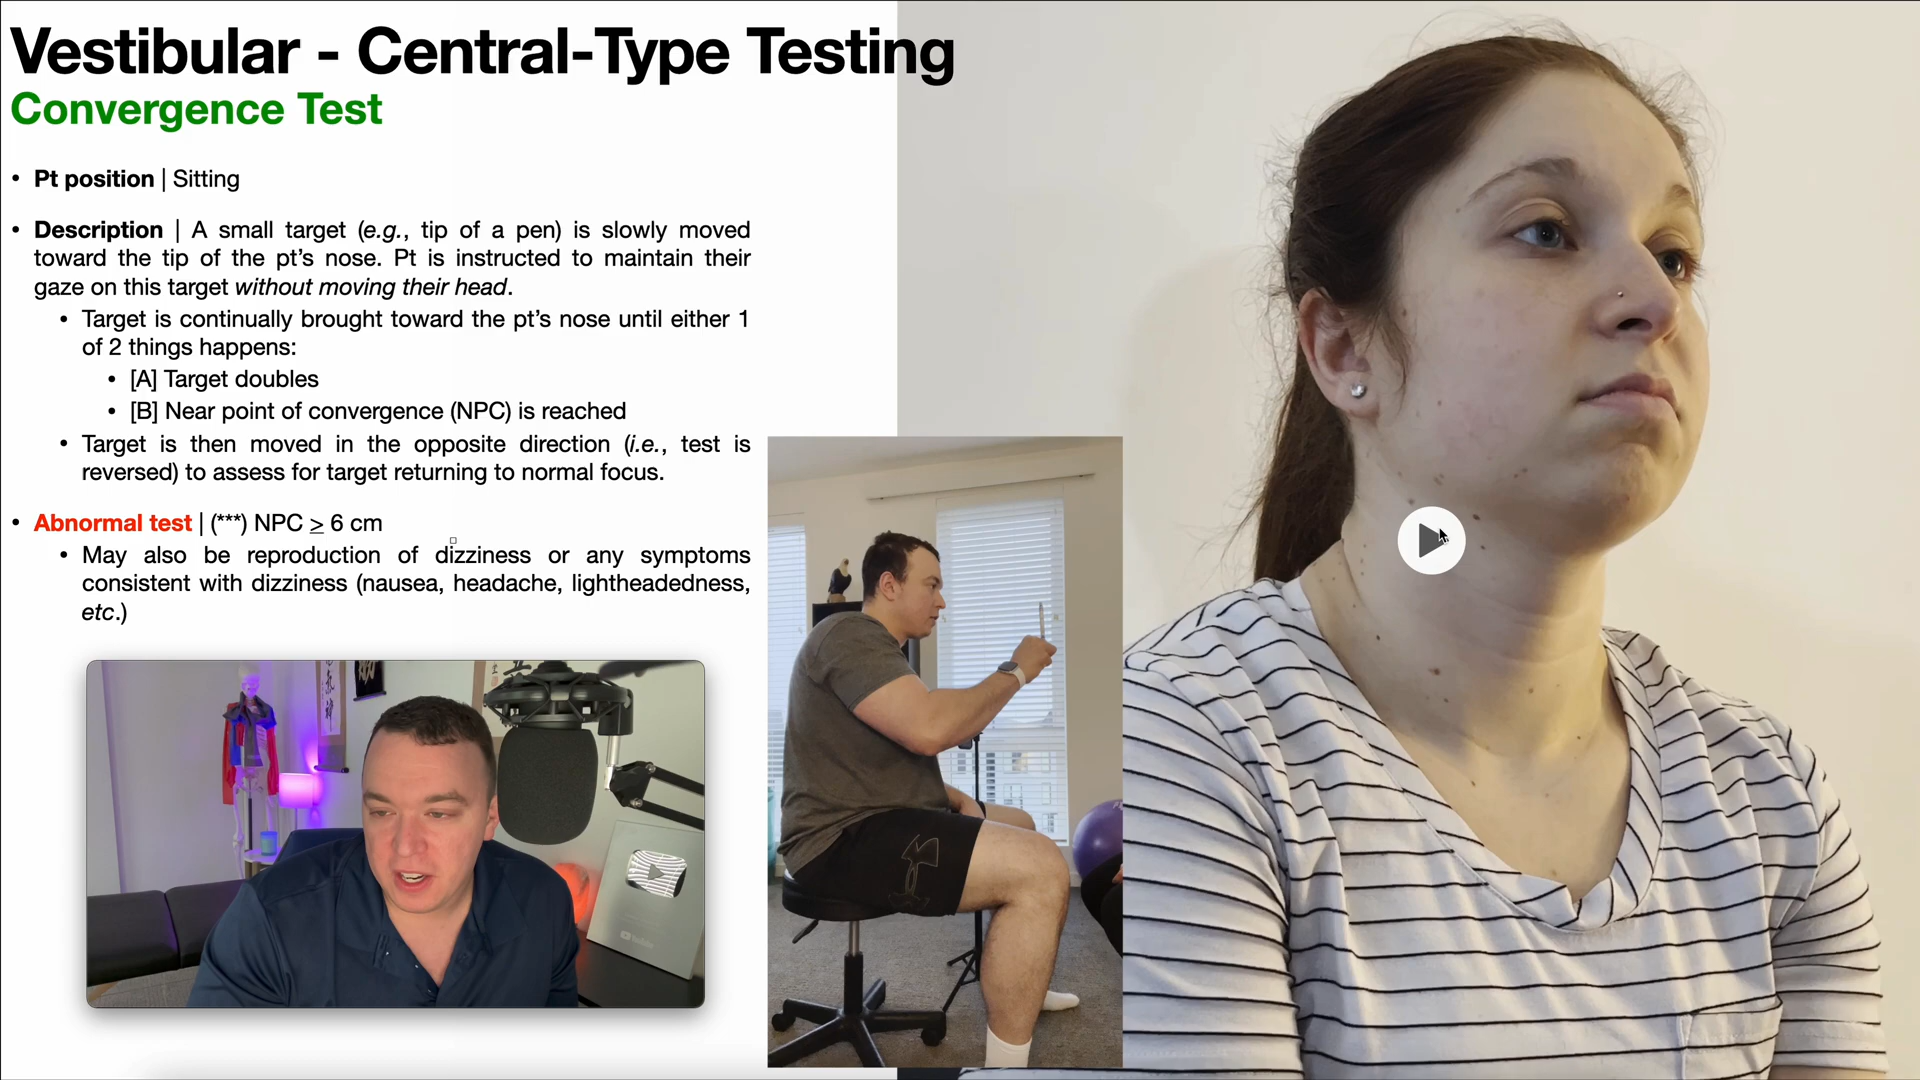 Vestibular - Central-Type Testing
Convergence Test
• Pt position | Sitting
• Description | A small target (e.g., tip of a pen) is slowly moved
toward the tip of the pt’s nose. Pt is instructed to maintain their
gaze on this target without moving their head.
• Target is continually brought toward the pt’s nose until either 1
of 2 things happens:
• [A] Target doubles
• [B] Near point of convergence (NPC) is reached
• Target is then moved in the opposite direction (i.e., test is
reversed) to assess for target returning to normal focus.
• Abnormal test | (***) NPC ≥ 6 cm
• May also be reproduction of dizziness or any symptoms
consistent with dizziness (nausea, headache, lightheadedness,
etc.)